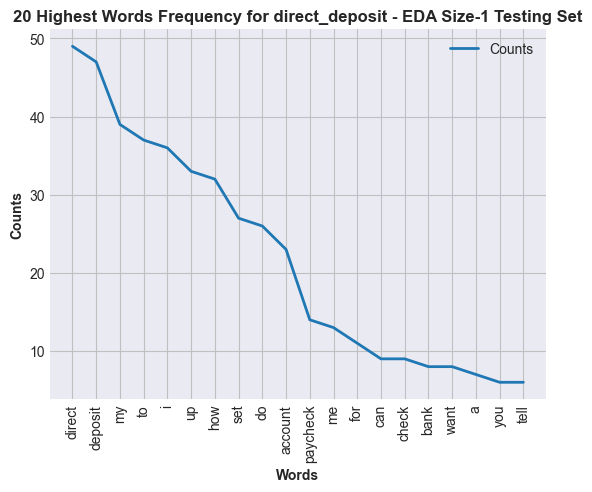 20 Highest Words Frequency for direct_deposit - EDA Size-1 Testing Set
Counts
50
40
30
20
10
Counts
direct
deposit
my
to
i
up
how
set
do
account
paycheck
me
for
can
check
bank
want
a
you
tell
Words